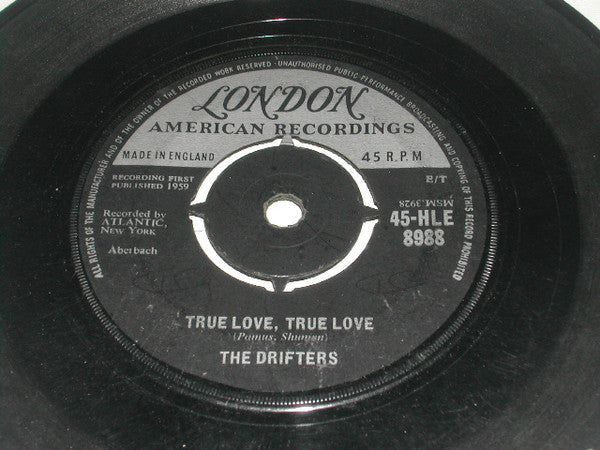 ALL RIGHTS OF THE MANUFACTURER AND OF THE OWNER OF THE RECORDED WORK RESERVED · UNAUTHORISED PUBLIC PERFORMANCE BROADCASTING AND COPYING OF THIS RECORD PROHIBITED
LONDON
AMERICAN RECORDINGS
MADE IN ENGLAND
45 R.P.M
RECORDING FIRST
PUBLISHED 1959
E/T
MSM.3928
Recorded by
ATLANTIC,
NEW YORK
45-HLE
8988
Aberbach
TRUE LOVE, TRUE LOVE
(Pomus, Shuman)
THE DRIFTERS